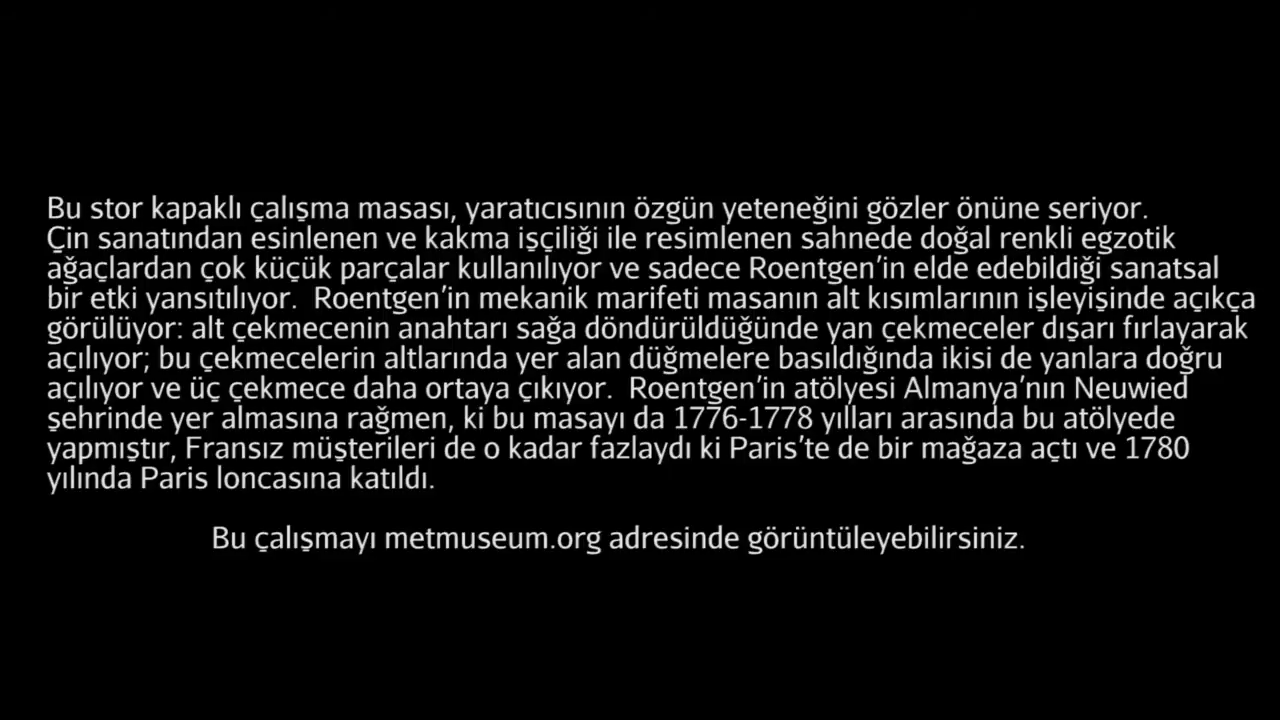 Bu stor kapaklı çalışma masası, yaratıcısının özgün yeteneğini gözler önüne seriyor.
Çin sanatından esinlenen ve kakma işçiliği ile resimlenen sahnede doğal renkli egzotik
ağaçlardan çok küçük parçalar kullanılıyor ve sadece Roentgen’in elde edebildiği sanatsal
bir etki yansıtılıyor.  Roentgen’in mekanik marifeti masanın alt kısımlarının işleyişinde açıkça
görülüyor: alt çekmecenin anahtarı sağa döndürüldüğünde yan çekmeceler dışarı fırlayarak
açılıyor; bu çekmecelerin altlarında yer alan düğmelere basıldığında ikisi de yanlara doğru
açılıyor ve üç çekmece daha ortaya çıkıyor.  Roentgen’in atölyesi Almanya’nın Neuwied
şehrinde yer almasına rağmen, ki bu masayı da 1776-1778 yılları arasında bu atölyede
yapmıştır, Fransız müşterileri de o kadar fazlaydı ki Paris’te de bir mağaza açtı ve 1780
yılında Paris loncasına katıldı.
Bu çalışmayı metmuseum.org adresinde görüntüleyebilirsiniz.